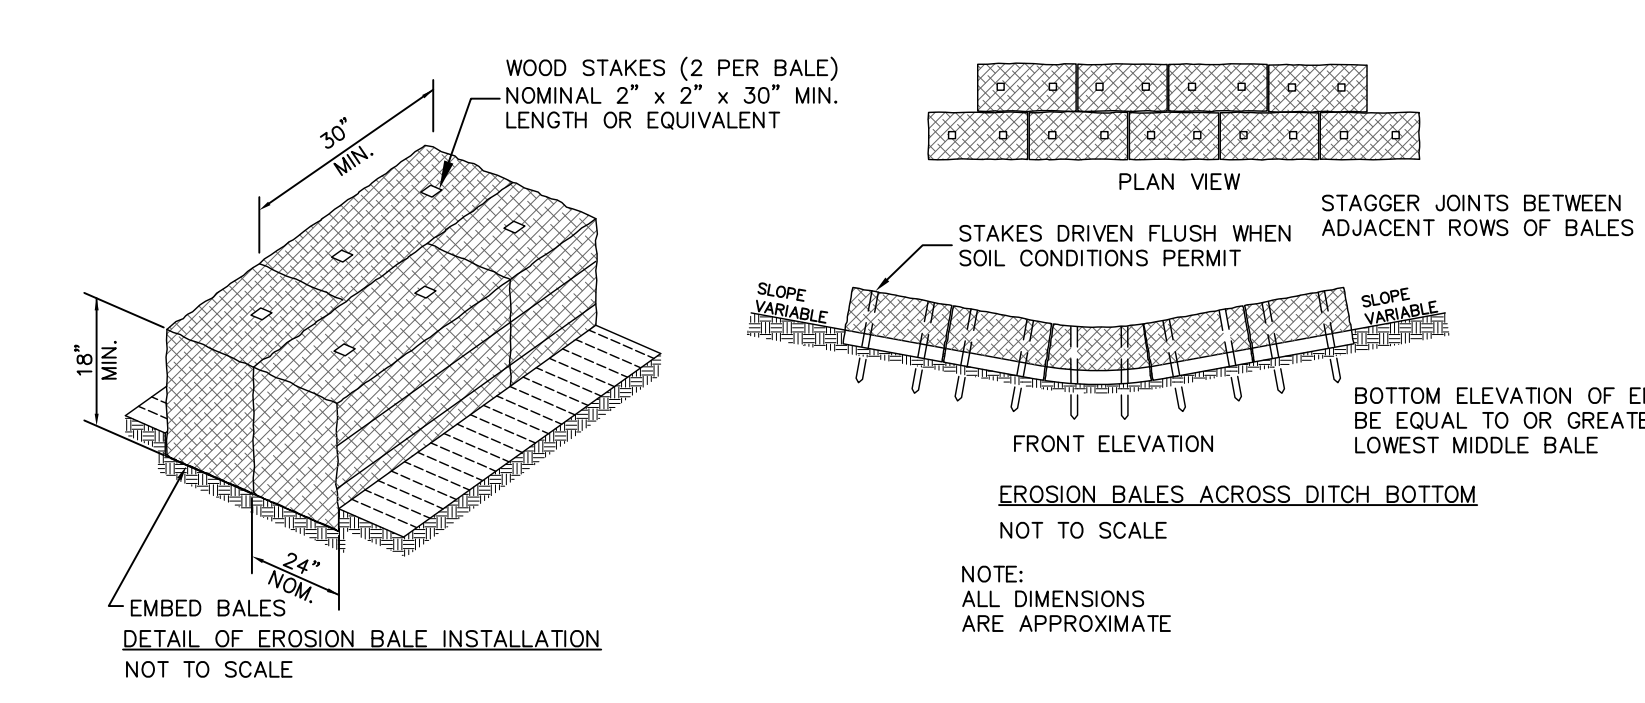 WOOD STAKES (2 PER BALE)
NOMINAL 2” x 2” x 30” MIN.
LENGTH OR EQUIVALENT
30”
MIN.
18”
MIN.
24”
NOM.
EMBED BALES
DETAIL OF EROSION BALE INSTALLATION
NOT TO SCALE
PLAN VIEW
STAGGER JOINTS BETWEEN
ADJACENT ROWS OF BALES
STAKES DRIVEN FLUSH WHEN
SOIL CONDITIONS PERMIT
SLOPE
VARIABLE
SLOPE
VARIABLE
BOTTOM ELEVATION OF
BE EQUAL TO OR
LOWEST MIDDLE BALE
FRONT ELEVATION
EROSION BALES ACROSS DITCH BOTTOM
NOT TO SCALE
NOTE:
ALL DIMENSIONS
ARE APPROXIMATE